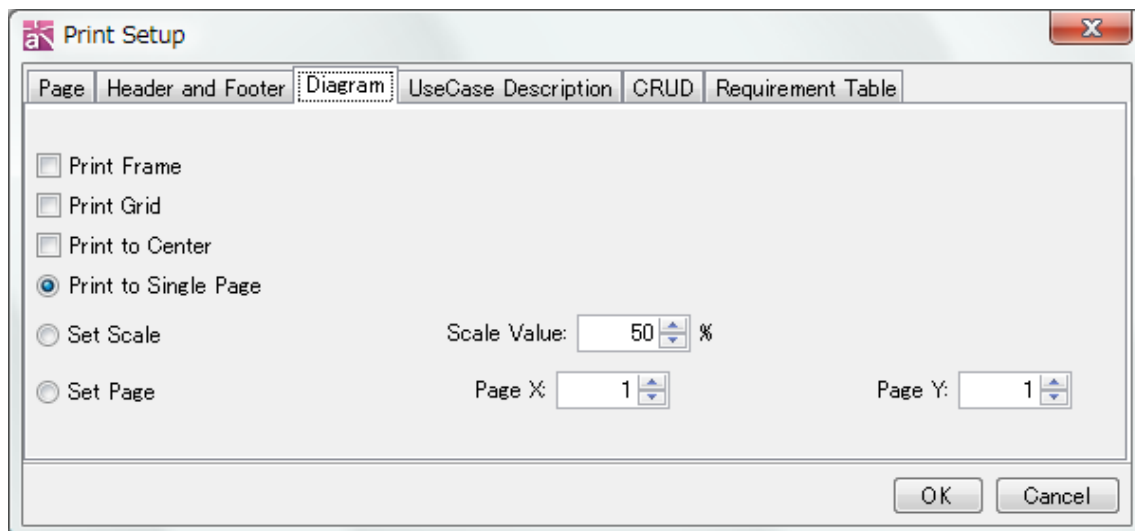 Print Setup
Page Header and Footer Diagram UseCase Description CRUD Requirement Table
Print Frame
Print Grid
Print to Center
Print to Single Page
Set Scale Scale Value: 50 %
Set Page Page X: 1 Page Y: 1
OK Cancel